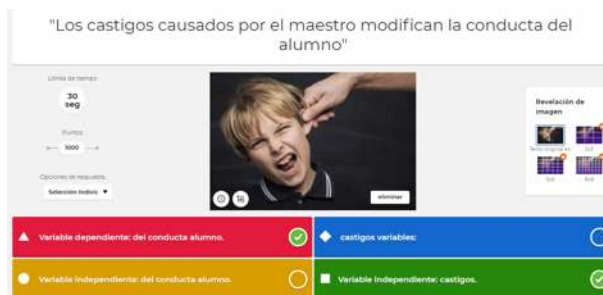 "Los castigos causados por el maestro modifican la conducta del
alumno"
Límite de tiempo
30
seg
Puntos
1000
Opciones de respuesta
Selección indivic
eliminar
Revelación de
imagen
Variable dependiente: del conducta alumno.
castigos variables:
Variable independiente: del conducta alumno.
Variable independiente: castigos.